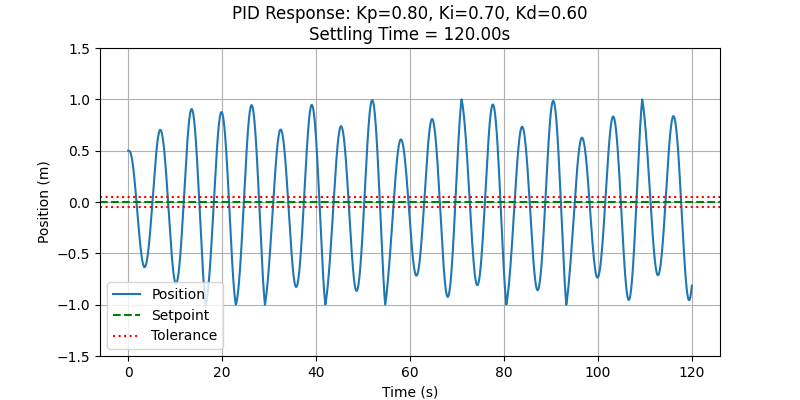 PID Response: Kp=0.80, Ki=0.70, Kd=0.60
Settling Time = 120.00s
1.5
1.0
0.5
0.0
−0.5
−1.0
−1.5
Position (m)
Position
Setpoint
Tolerance
0 20 40 60 80 100 120
Time (s)